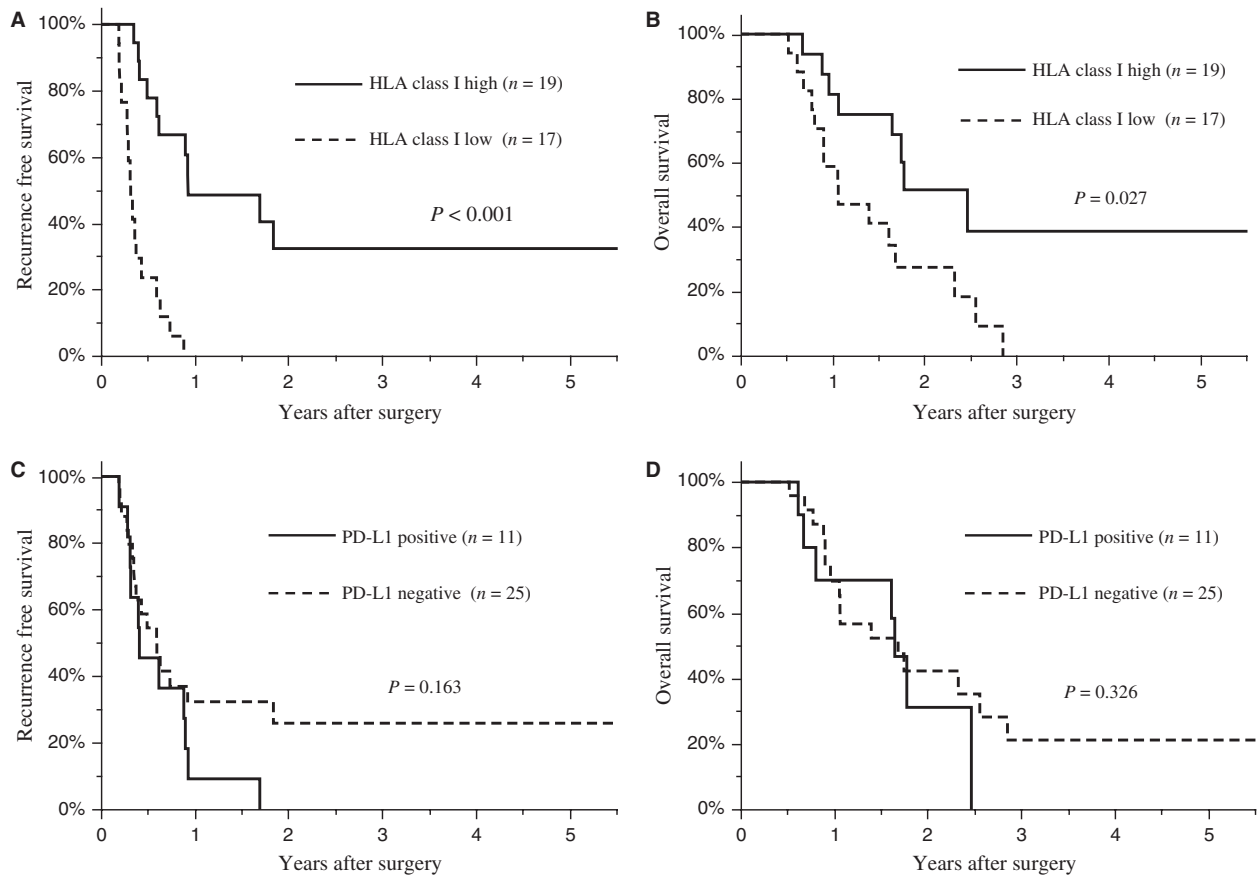 A
Recurrence free survival
100%
80%
60%
40%
20%
0%
HLA class I high (n = 19)
HLA class I low (n = 17)
P < 0.001
0 1 2 3 4 5
Years after surgery
B
Overall survival
100%
80%
60%
40%
20%
0%
HLA class I high (n = 19)
HLA class I low (n = 17)
P = 0.027
0 1 2 3 4 5
Years after surgery
C
Recurrence free survival
100%
80%
60%
40%
20%
0%
PD-L1 positive (n = 11)
PD-L1 negative (n = 25)
P = 0.163
0 1 2 3 4 5
Years after surgery
D
Overall survival
100%
80%
60%
40%
20%
0%
PD-L1 positive (n = 11)
PD-L1 negative (n = 25)
P = 0.326
0 1 2 3 4 5
Years after surgery